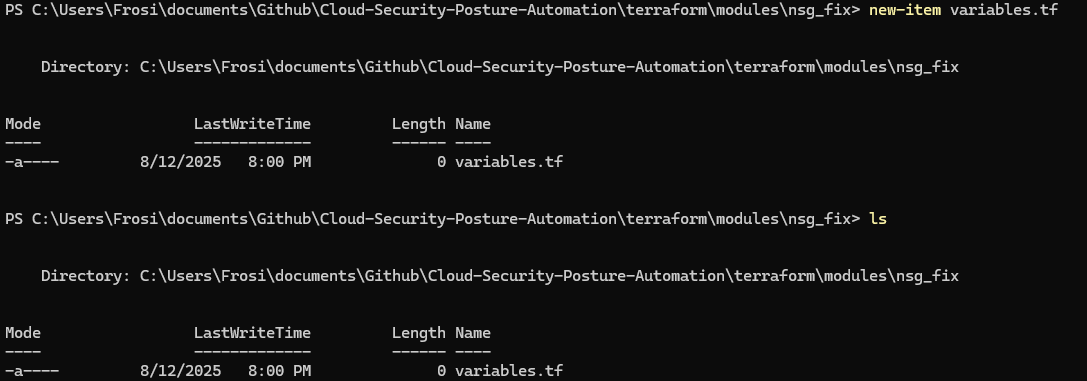 PS C:\Users\Frosi\documents\Github\Cloud-Security-Posture-Automation\terraform\modules\nsg_fix> new-item variables.tf
Directory: C:\Users\Frosi\documents\Github\Cloud-Security-Posture-Automation\terraform\modules\nsg_fix
Mode                 LastWriteTime         Length Name
----                 -------------         ------ ----
-a----         8/12/2025   8:00 PM              0 variables.tf
PS C:\Users\Frosi\documents\Github\Cloud-Security-Posture-Automation\terraform\modules\nsg_fix> ls
Directory: C:\Users\Frosi\documents\Github\Cloud-Security-Posture-Automation\terraform\modules\nsg_fix
Mode                 LastWriteTime         Length Name
----                 -------------         ------ ----
-a----         8/12/2025   8:00 PM              0 variables.tf